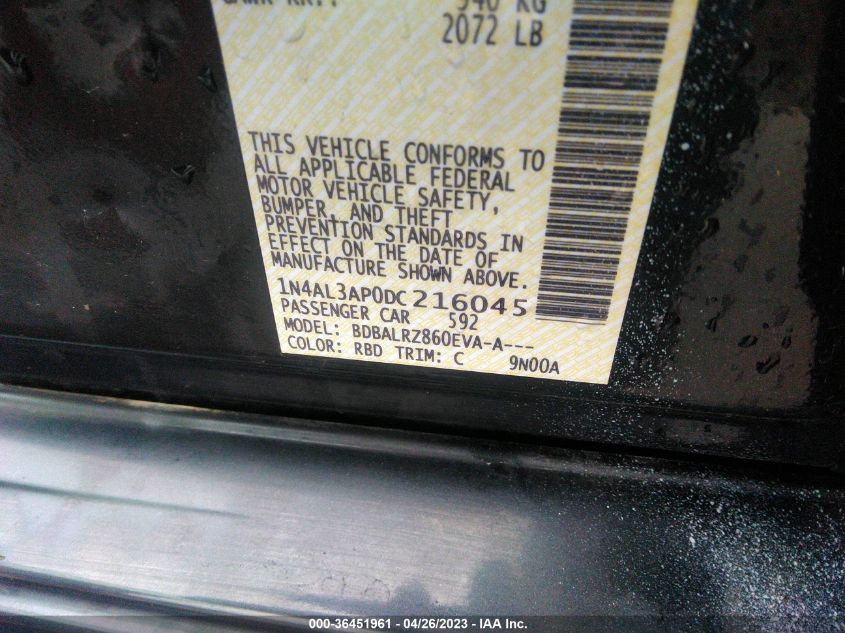 940 KG
2072 LB
THIS VEHICLE CONFORMS TO
ALL APPLICABLE FEDERAL
MOTOR VEHICLE SAFETY,
BUMPER, AND THEFT
PREVENTION STANDARDS IN
EFFECT ON THE DATE OF
MANUFACTURE SHOWN ABOVE.
1N4AL3AP0DC216045
PASSENGER CAR 592
MODEL: BDBALRZ860EVA-A---
COLOR: RBD TRIM: C 9N00A
000-36451961 - 04/26/2023 - IAA Inc.